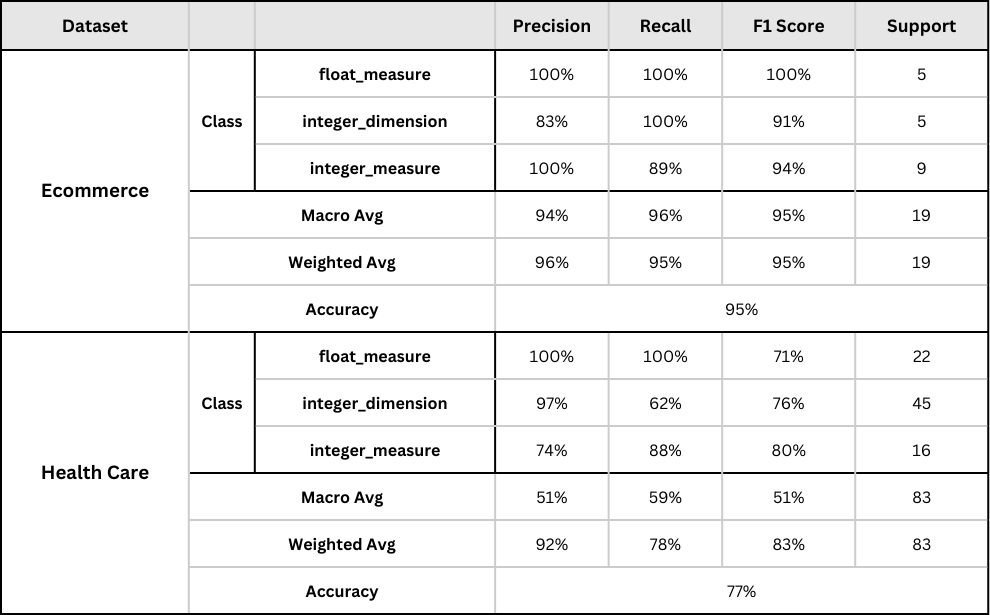 Dataset Precision Recall F1 Score Support
float_measure 100% 100% 100% 5
Class integer_dimension 83% 100% 91% 5
integer_measure 100% 89% 94% 9
Ecommerce
Macro Avg 94% 96% 95% 19
Weighted Avg 96% 95% 95% 19
Accuracy 95%
float_measure 100% 100% 71% 22
Class integer_dimension 97% 62% 76% 45
integer_measure 74% 88% 80% 16
Health Care
Macro Avg 51% 59% 51% 83
Weighted Avg 92% 78% 83% 83
Accuracy 77%